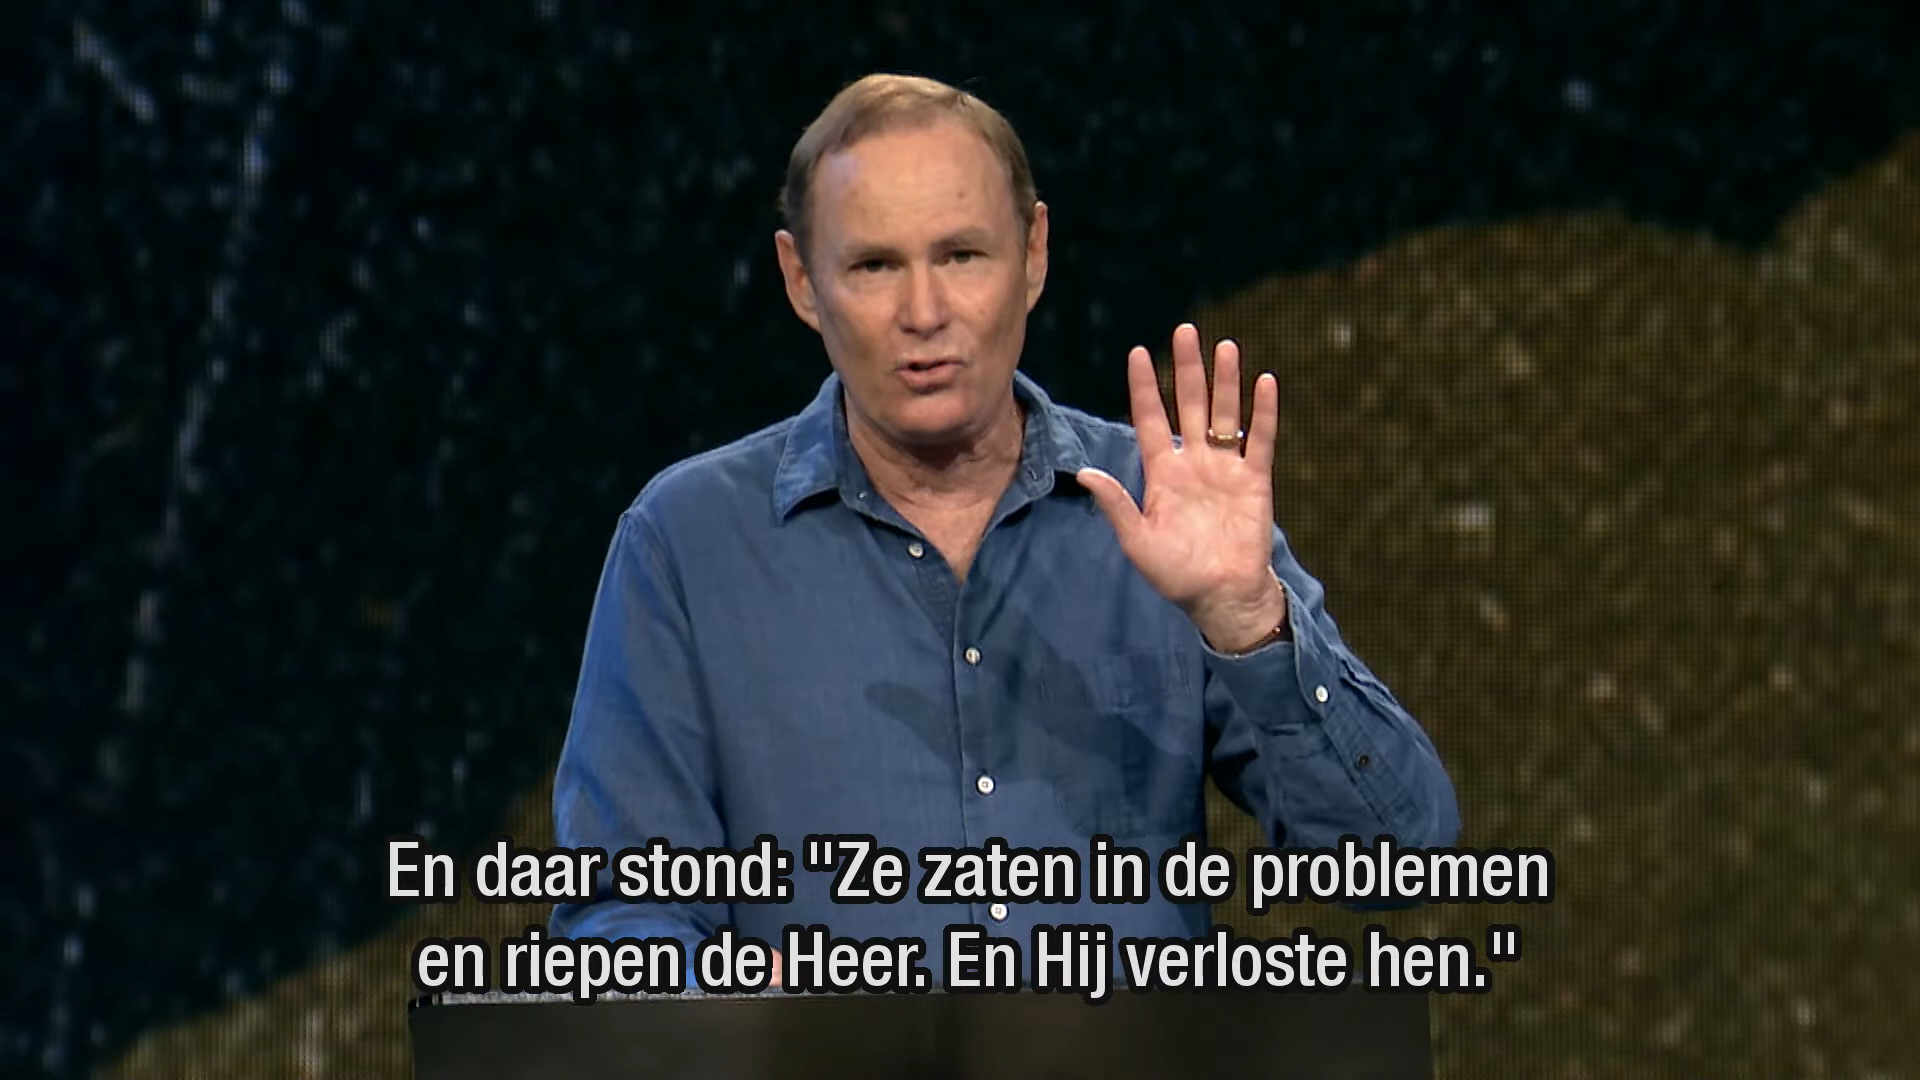 En daar stond: "Ze zaten in de problemen
en riepen de Heer. En Hij verloste hen."